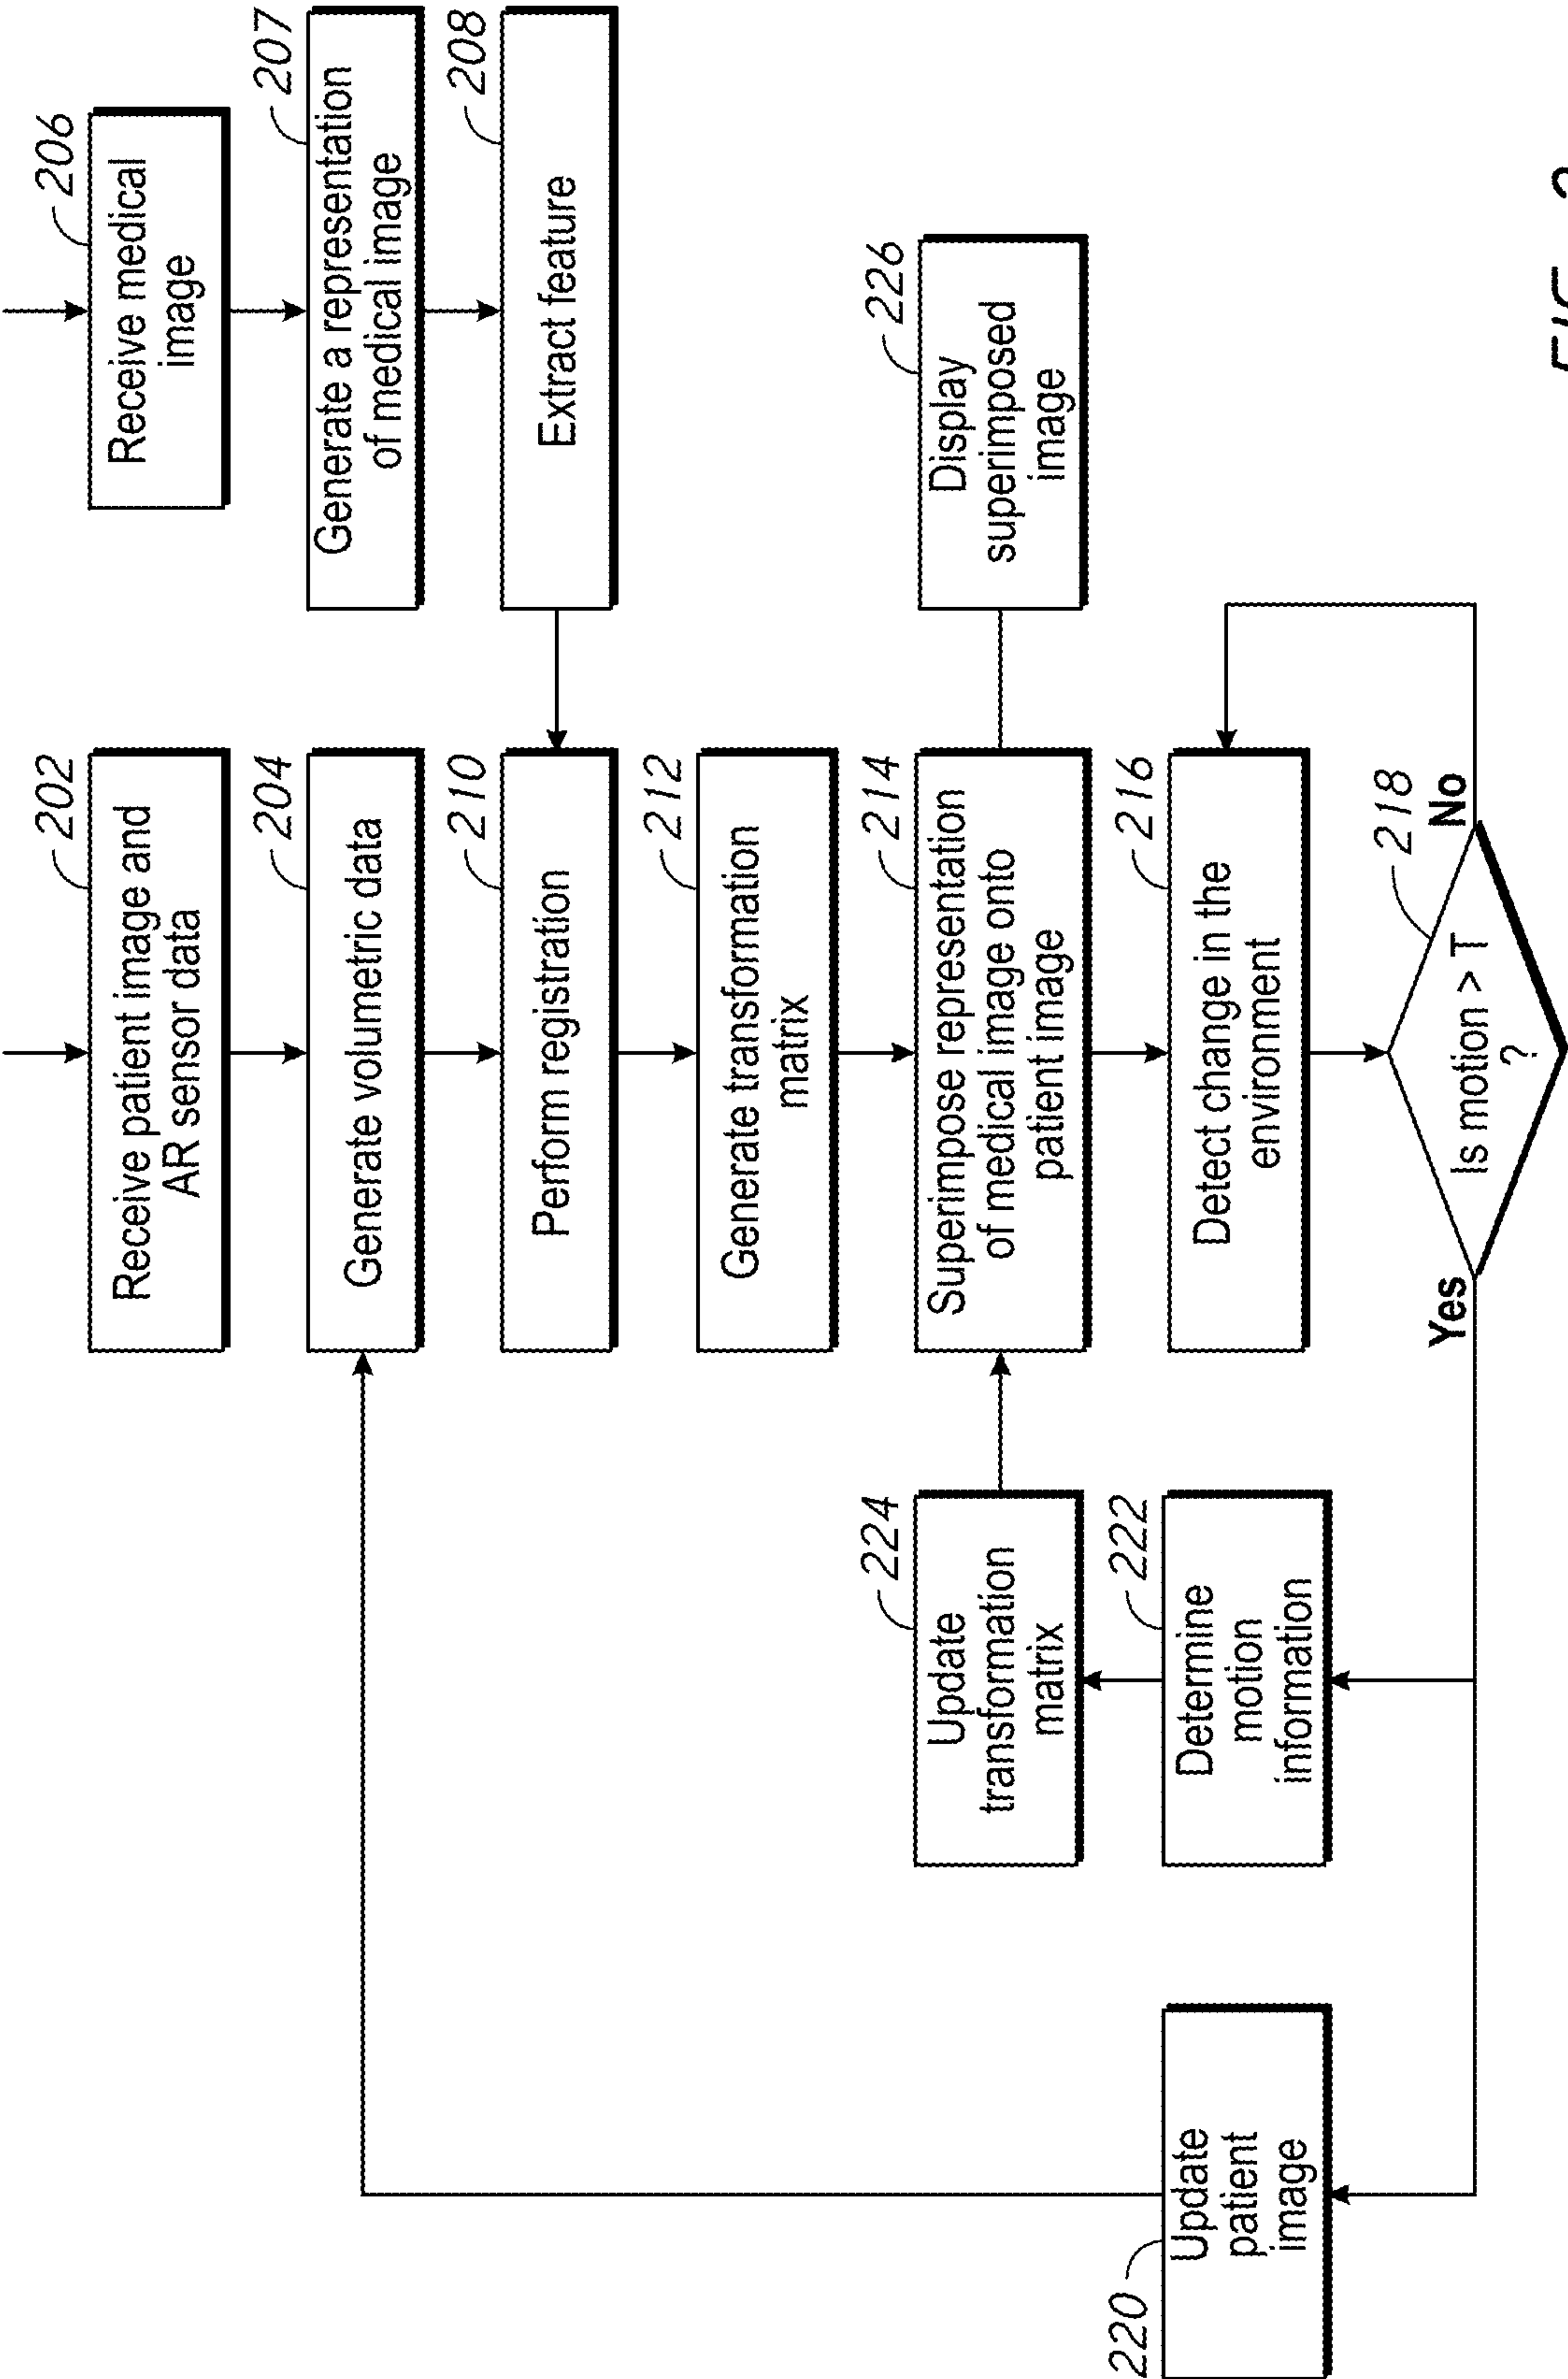 202
Receive patient image and
AR sensor data
206
Receive medical
image
204
Generate volumetric data
207
Generate a representation
of medical image
210
Perform registration
208
Extract feature
212
Generate transformation
matrix
224
Update
transformation
matrix
214
Superimpose representation
of medical image onto
patient image
226
Display
superimposed
image
220
Update
patient
image
222
Determine
motion
information
216
Detect change in the
environment
Yes
218
Is motion > T
?
No
FIG